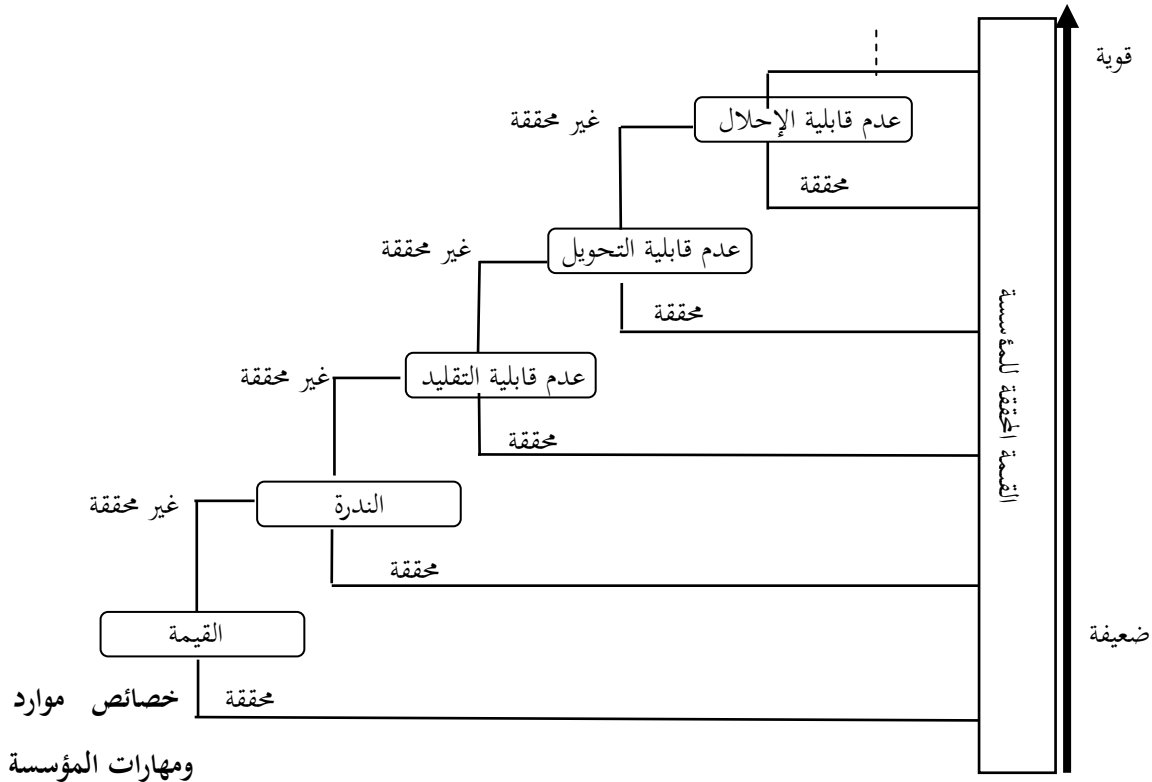 قوية
عدم قابلية الإحلال
غير محققة
محققة
عدم قابلية التحويل
غير محققة
محققة
القيمة المحققة للمؤسسة
عدم قابلية التقليد
غير محققة
محققة
الندرة
غير محققة
محققة
القيمة
ضعيفة
محققة
خصائص موارد
ومهارات المؤسسة